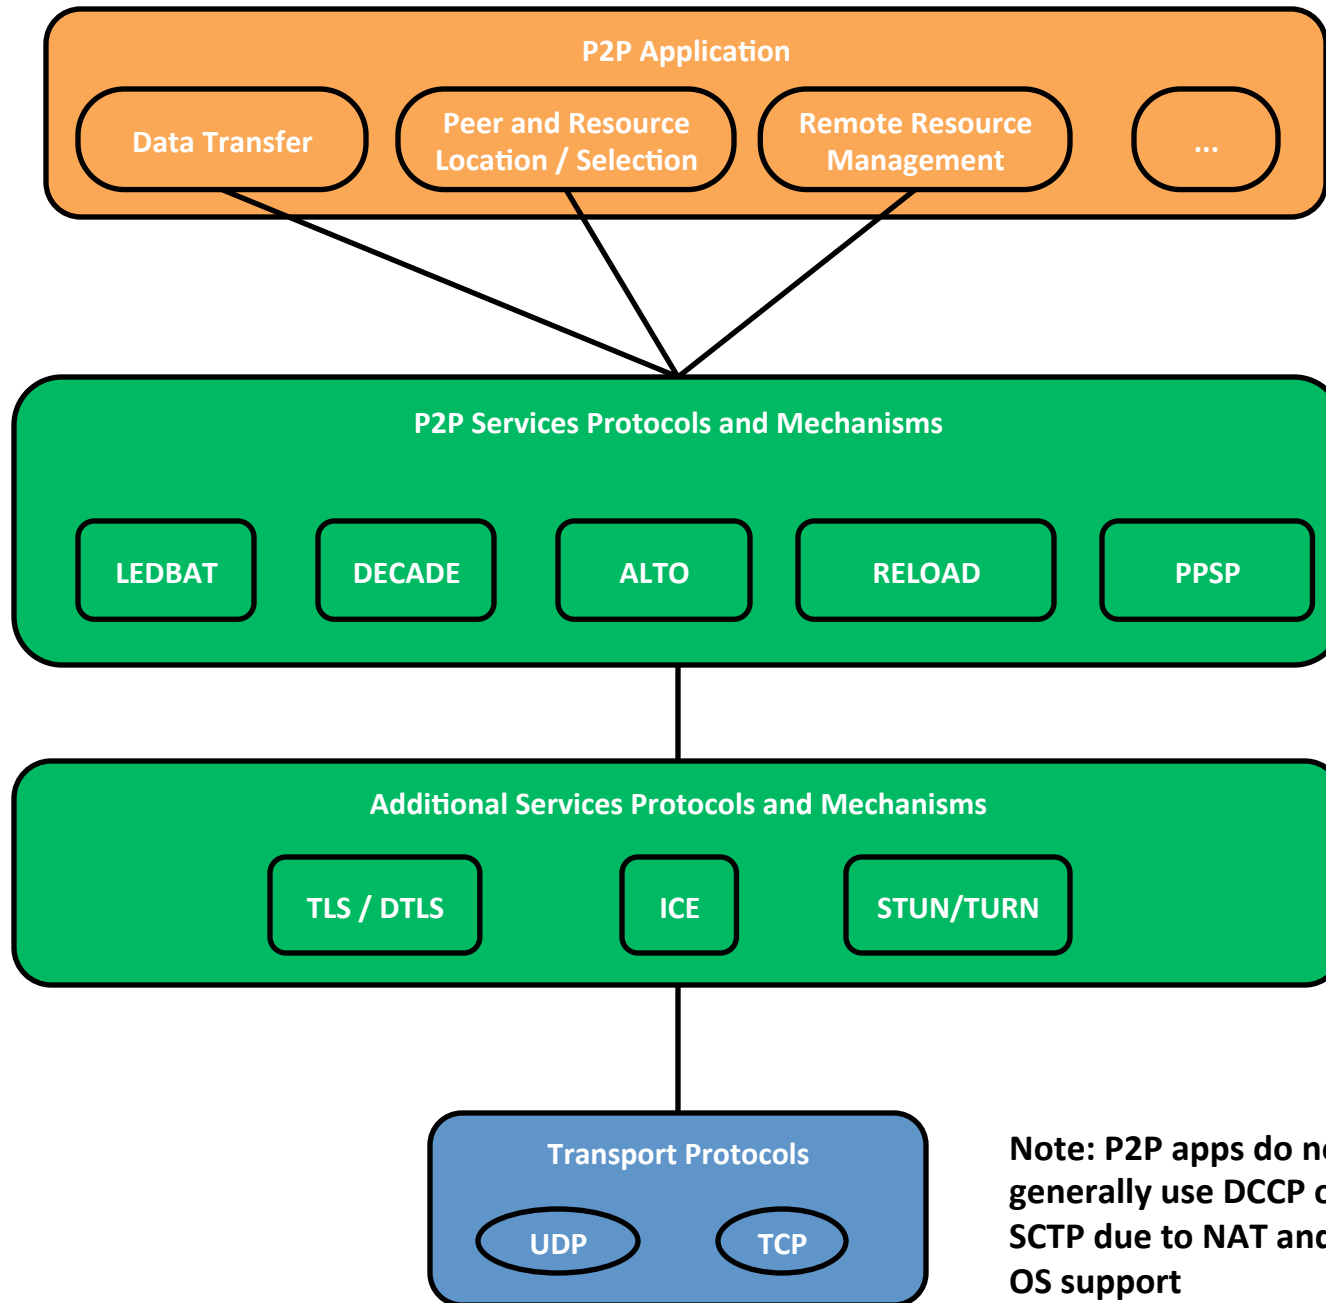 P2P Application
Data Transfer
Peer and Resource
Location / Selection
Remote Resource
Management
...
P2P Services Protocols and Mechanisms
LEDBAT
DECADE
ALTO
RELOAD
PPSP
Additional Services Protocols and Mechanisms
TLS / DTLS
ICE
STUN/TURN
Transport Protocols
UDP
TCP
Note: P2P apps do
generally use DCCP
SCTP due to NAT and
OS support